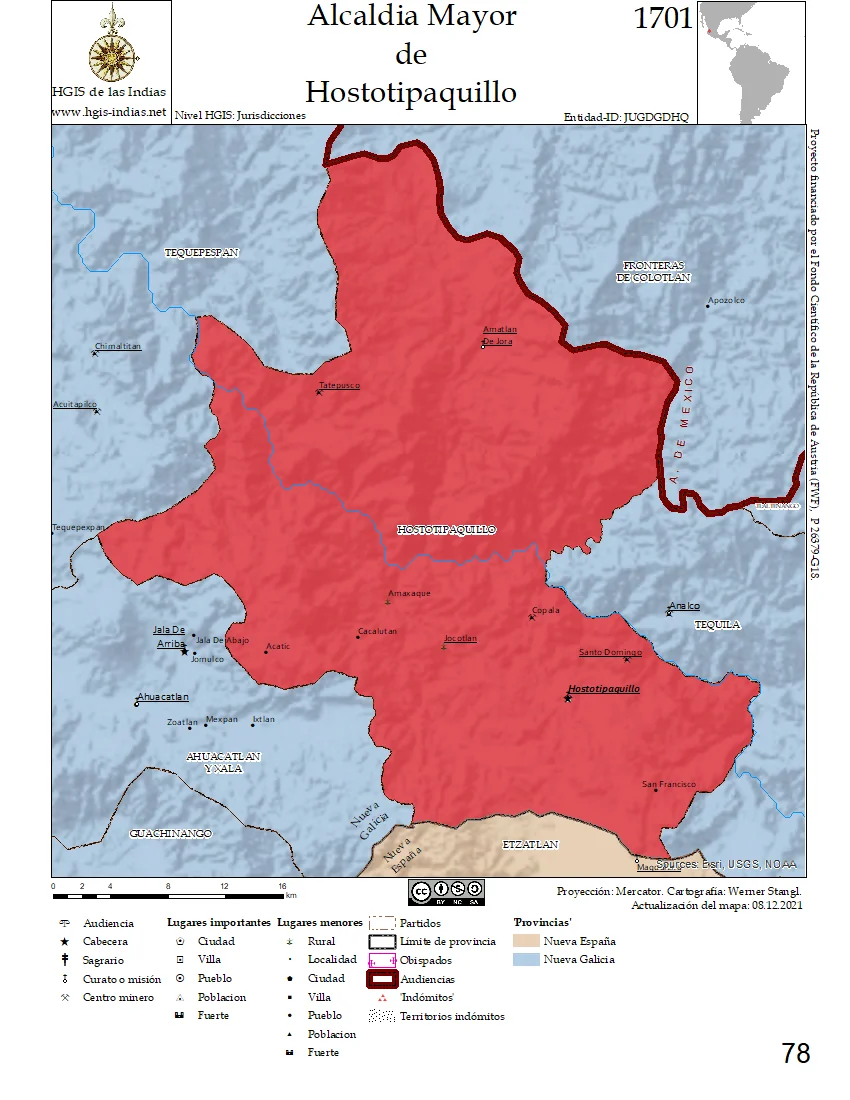 Alcaldia Mayor
de
Hostotipaquillo
1701
HGIS de las Indias
www.hgis-indias.net
Nivel HGIS: Jurisdicciones
Entidad-ID: JUGDGDHQ
Proyecto financiado por el Fondo Científico de la República de Austria (FWF), P 26379-G18.
TEQUEPESPAN
FRONTERAS
DE COLOTLAN
Apozolco
Amatlan
De Jora
Chimaltitan
A. DE MEXICO
Tatepusco
Acuitapilco
Tequepexpan
HOSTOTIPAQUILLO
Amaxaque
Copala
Analco
TEQUILA
Jala De
Arriba
Jala De Abajo
Jomulco
Acatic
Cacalutan
Jocotlan
Santo Domingo
Hostotipaquillo
Ahuacatlan
Zoatlan
Mexpan
Ixtlan
AHUACATLAN
Y XALA
San Francisco
Nueva
Galicia
GUACHINANGO
Nueva
España
ETZATLAN
Sources: Esri, USGS, NOAA
0 2 4 8 12 16
km
CC BY NC SA
Proyección: Mercator. Cartografía: Werner Stangl.
Actualización del mapa: 08.12.2021
Audiencia
Cabecera
Sagrario
Curato o misión
Centro minero
Lugares importantes
Ciudad
Villa
Pueblo
Poblacion
Fuerte
Lugares menores
Rural
Localidad
Ciudad
Villa
Pueblo
Poblacion
Fuerte
Partidos
Límite de provincia
Obispados
Audiencias
'Indómitos'
Territorios indómitos
'Provincias'
Nueva España
Nueva Galicia
78